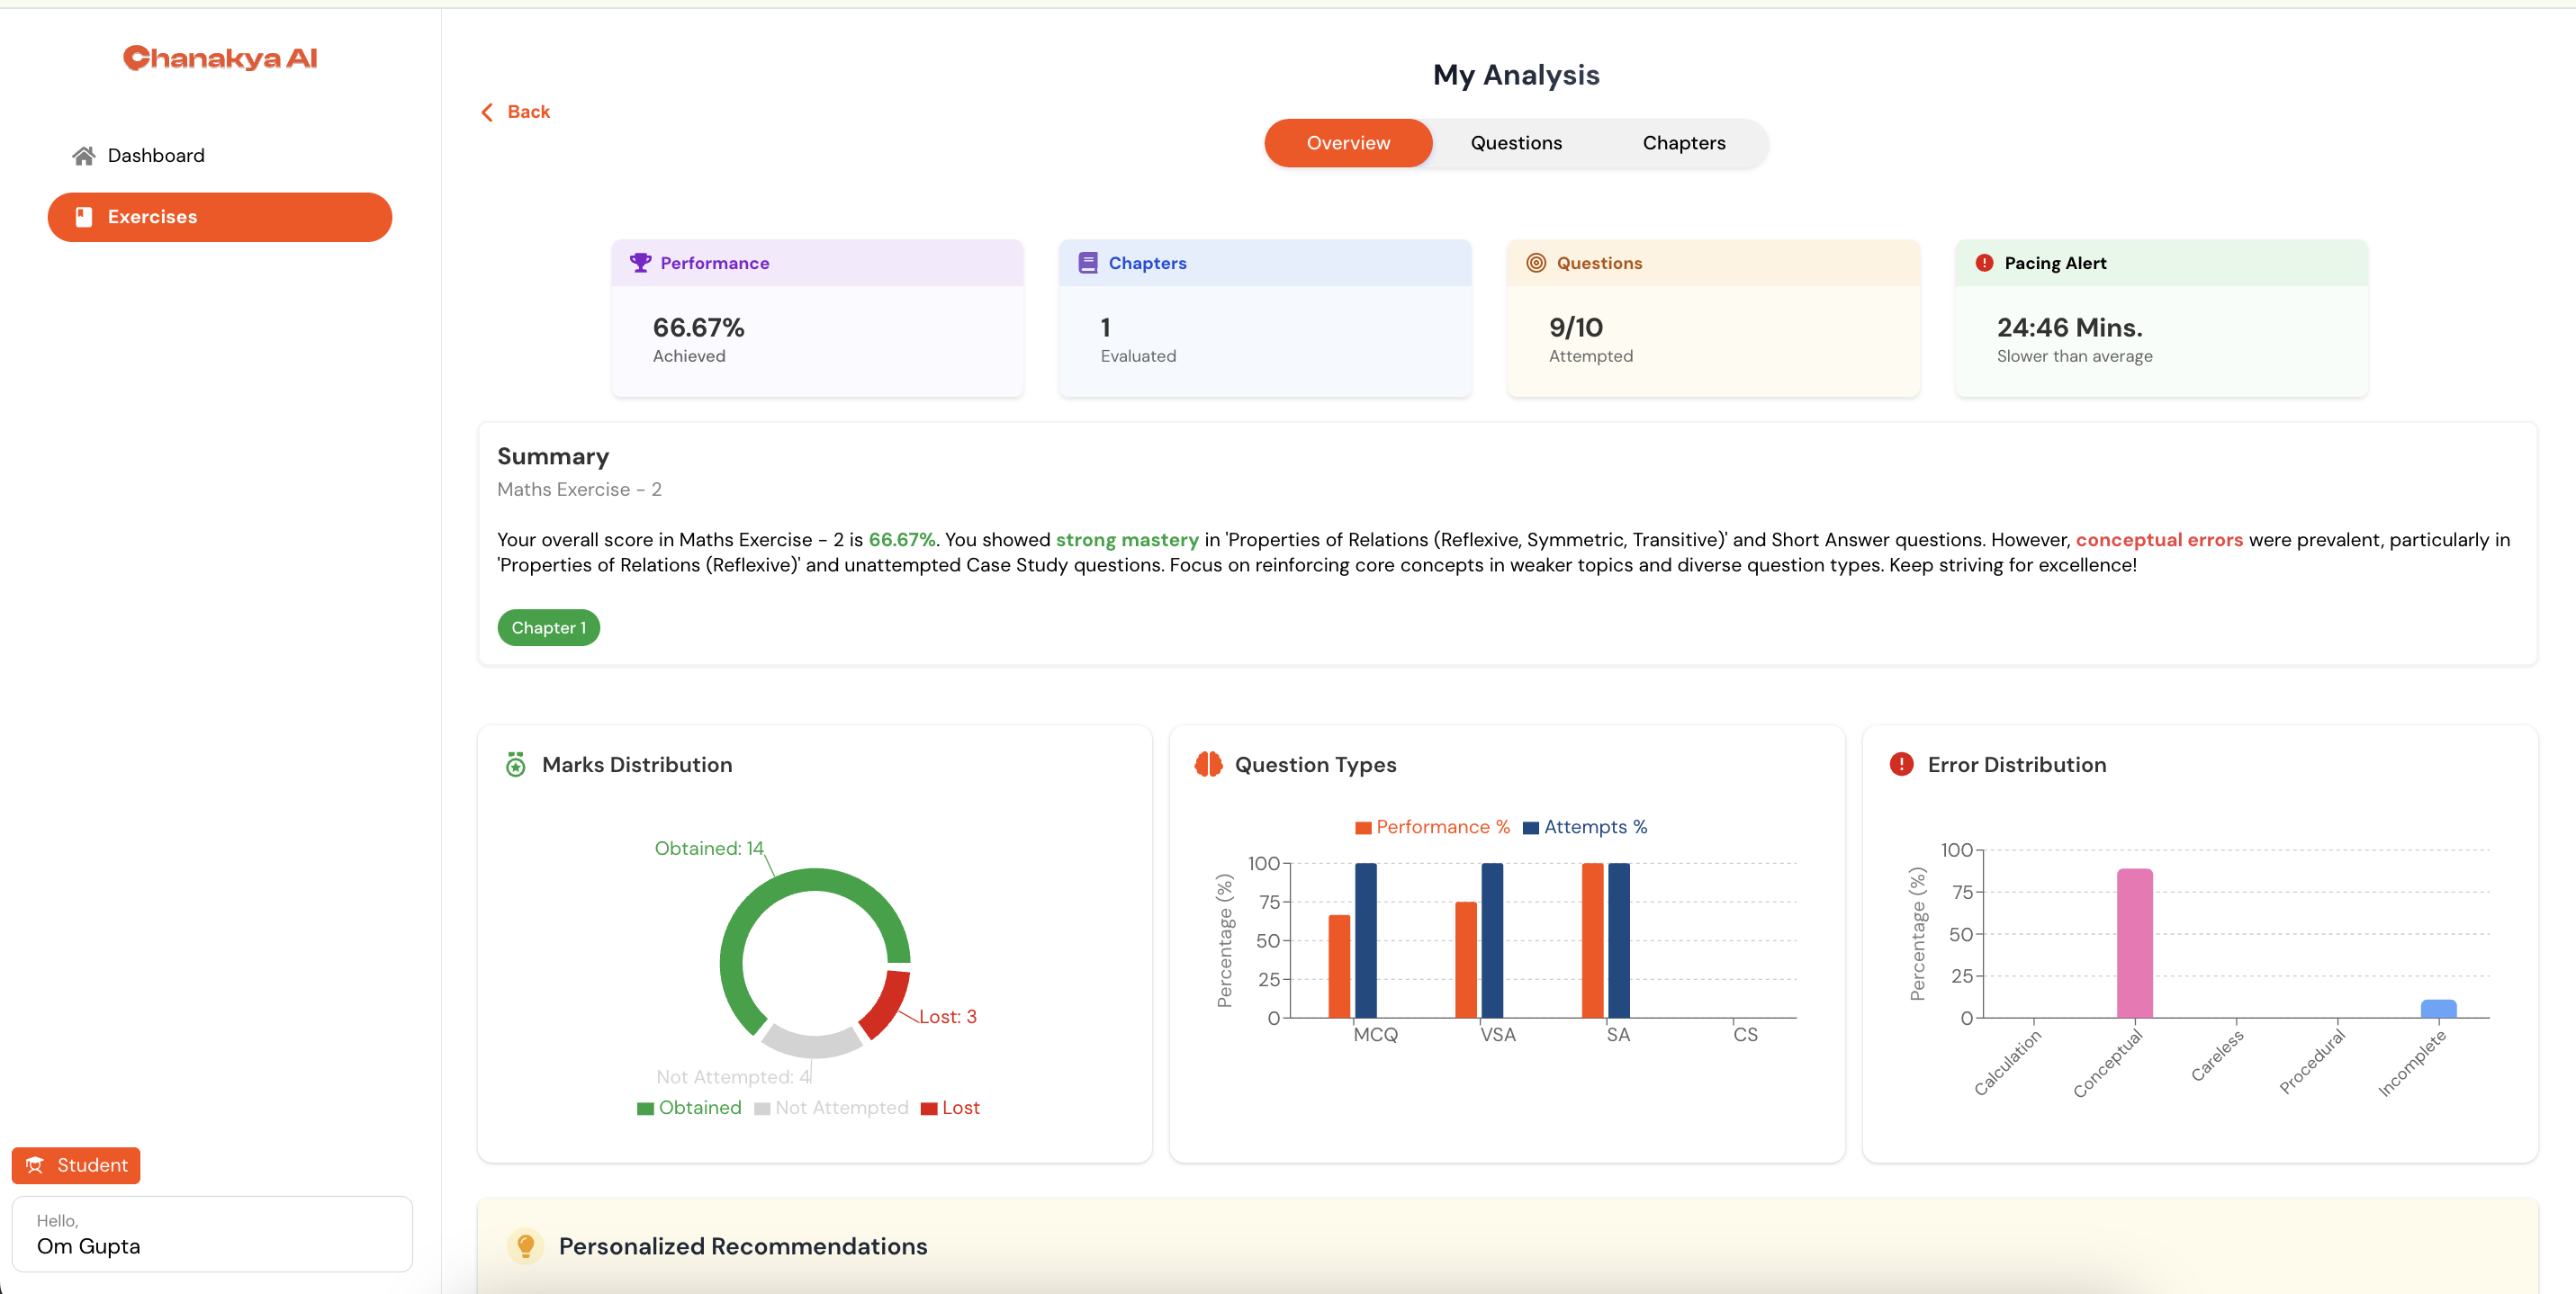 Chanakya AI
Dashboard
Exercises
Student
Hello,
Om Gupta
My Analysis
Back
Overview
Questions
Chapters
Performance
66.67%
Achieved
Chapters
1
Evaluated
Questions
9/10
Attempted
Pacing Alert
24:46 Mins.
Slower than average
Summary
Maths Exercise - 2
Your overall score in Maths Exercise - 2 is 66.67%. You showed strong mastery in 'Properties of Relations (Reflexive, Symmetric, Transitive)' and Short Answer questions. However, conceptual errors were prevalent, particularly in
'Properties of Relations (Reflexive)' and unattempted Case Study questions. Focus on reinforcing core concepts in weaker topics and diverse question types. Keep striving for excellence!
Chapter 1
Marks Distribution
Obtained: 14
Lost: 3
Not Attempted: 4
Obtained Not Attempted Lost
Question Types
Performance % Attempts %
Percentage (%)
100
75
50
25
0
MCQ VSA SA CS
Error Distribution
Percentage (%)
100
75
50
25
0
Calculation Conceptual Careless Procedural Incomplete
Personalized Recommendations